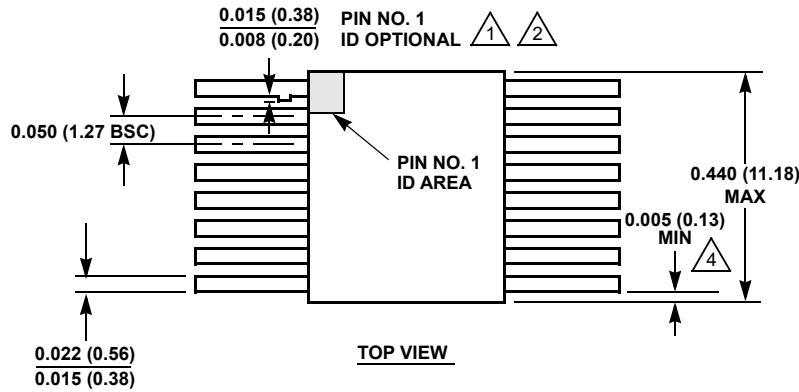 0.015 (0.38)
0.008 (0.20)
PIN NO. 1
ID OPTIONAL
1
2
0.050 (1.27 BSC)
PIN NO. 1
ID AREA
0.440 (11.18)
MAX
0.005 (0.13)
MIN
4
0.022 (0.56)
0.015 (0.38)
TOP VIEW